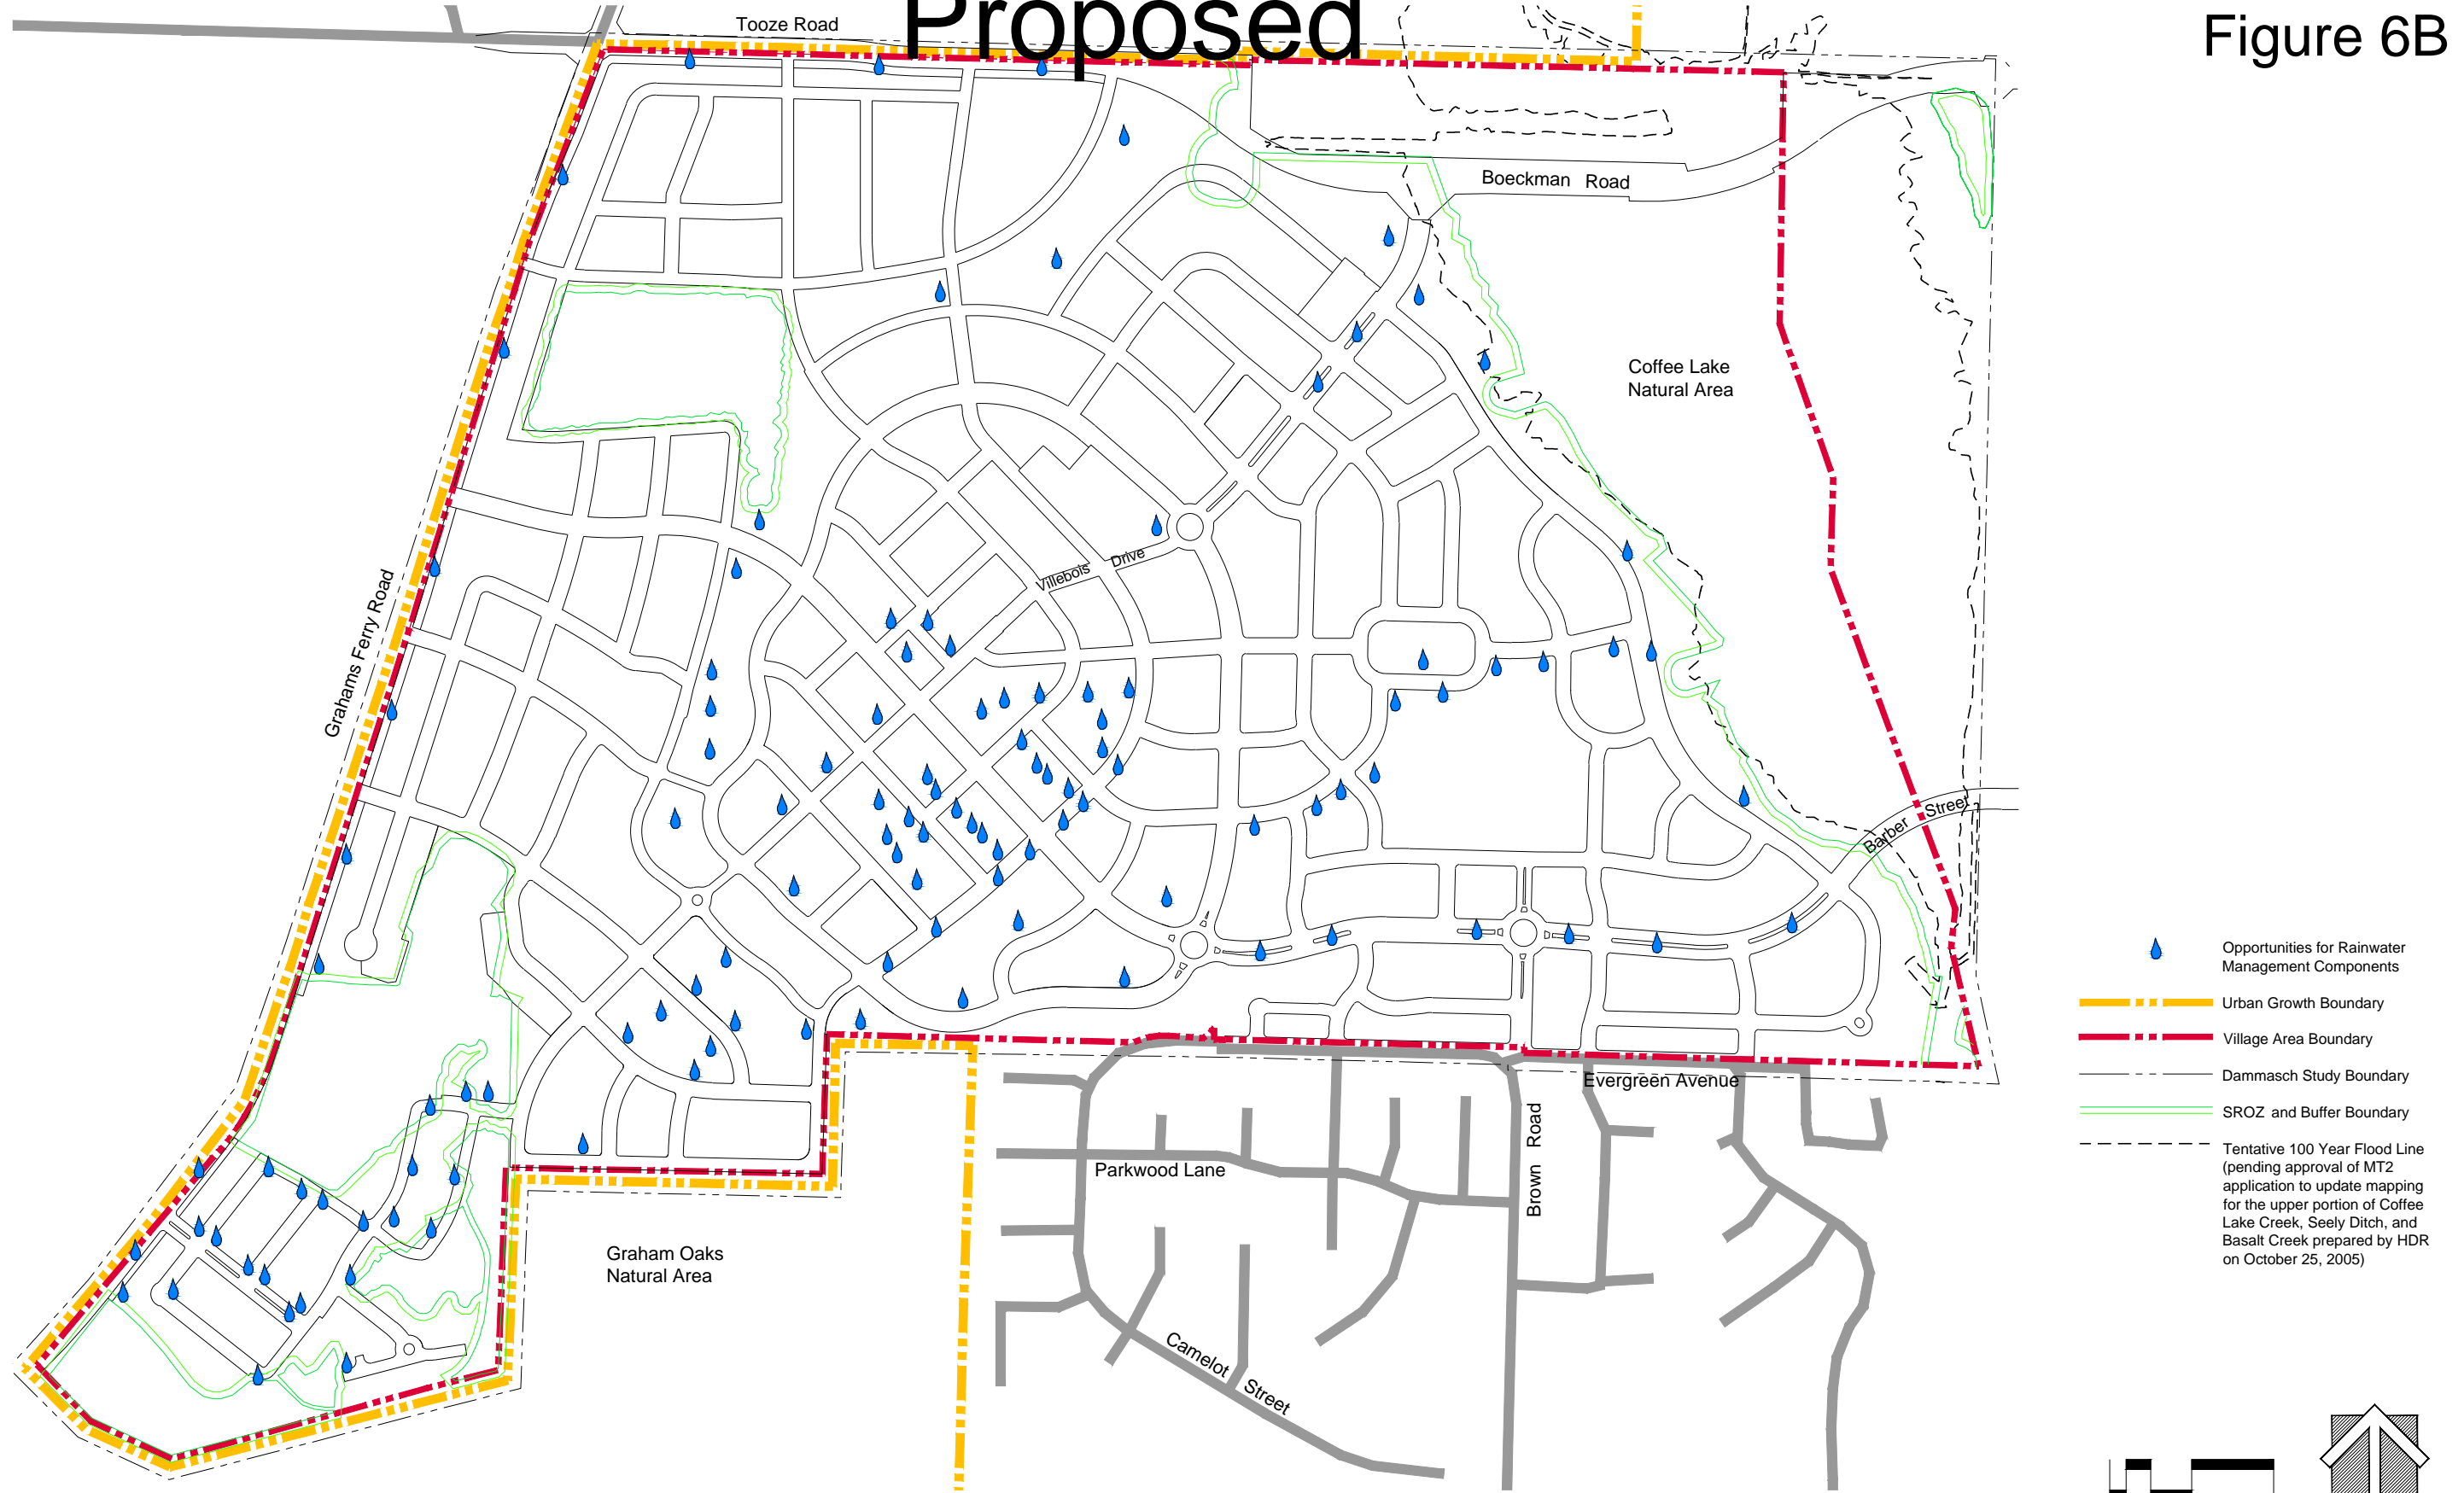 Proposed
Figure 6B
Tooze Road
Boeckman Road
Coffee Lake
Natural Area
Villebois Drive
Grahams Ferry Road
Barber Street
Evergreen Avenue
Brown Road
Parkwood Lane
Graham Oaks
Natural Area
Camelot Street
Opportunities for Rainwater
Management Components
Urban Growth Boundary
Village Area Boundary
Dammasch Study Boundary
SROZ and Buffer Boundary
Tentative 100 Year Flood Line
(pending approval of MT2
application to update mapping
for the upper portion of Coffee
Lake Creek, Seely Ditch, and
Basalt Creek prepared by HDR
on October 25, 2005)